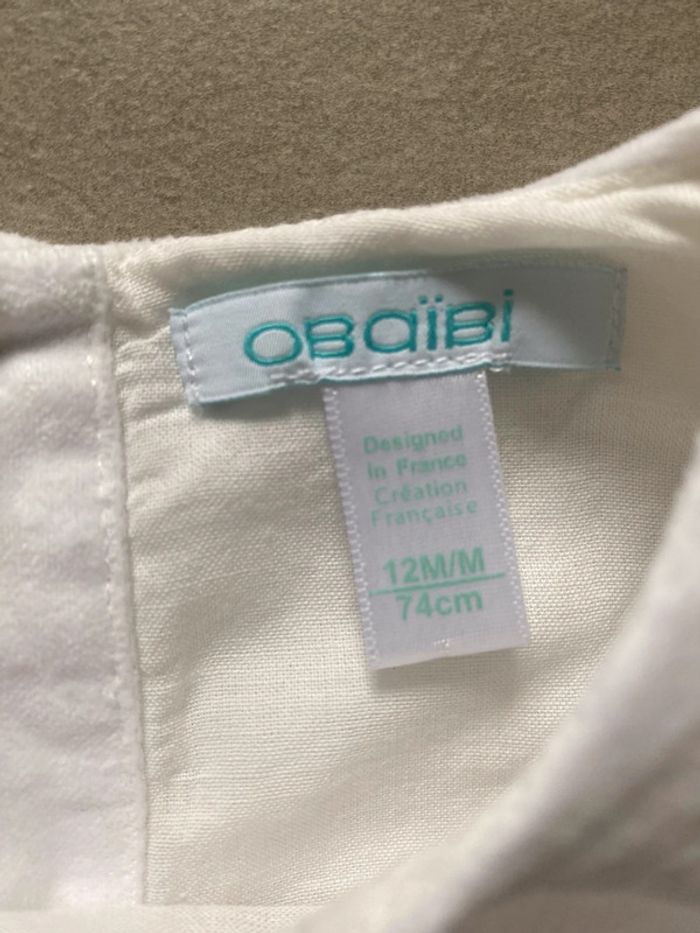 OBaïBi
Designed
in France
Création
Française
12M/M
74cm